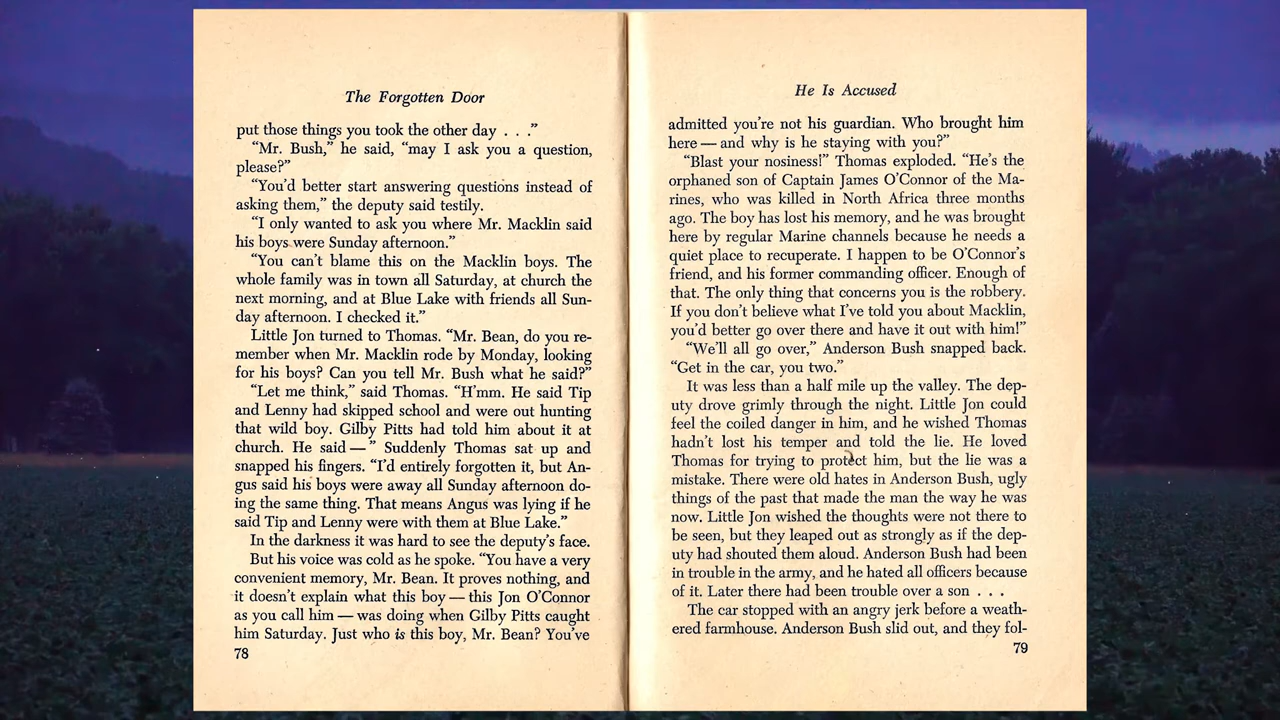 The Forgotten Door
put those things you took the other day . . .”
“Mr. Bush,” he said, “may I ask you a question,
please?”
“You’d better start answering questions instead of
asking them,” the deputy said testily.
“I only wanted to ask you where Mr. Macklin said
his boys were Sunday afternoon.”
“You can’t blame this on the Macklin boys. The
whole family was in town all Saturday, at church the
next morning, and at Blue Lake with friends all Sun-
day afternoon. I checked it.”
Little Jon turned to Thomas. “Mr. Bean, do you re-
member when Mr. Macklin rode by Monday, looking
for his boys? Can you tell Mr. Bush what he said?”
“Let me think,” said Thomas. “H’mm. He said Tip
and Lenny had skipped school and were out hunting
that wild boy. Gilby Pitts had told him about it at
church. He said — ” Suddenly Thomas sat up and
snapped his fingers. “I’d entirely forgotten it, but An-
gus said his boys were away all Sunday afternoon do-
ing the same thing. That means Angus was lying if he
said Tip and Lenny were with them at Blue Lake.”
In the darkness it was hard to see the deputy’s face.
But his voice was cold as he spoke. “You have a very
convenient memory, Mr. Bean. It proves nothing, and
it doesn’t explain what this boy — this Jon O’Connor
as you call him — was doing when Gilby Pitts caught
him Saturday. Just who is this boy, Mr. Bean? You’ve
78
He Is Accused
admitted you’re not his guardian. Who brought him
here — and why is he staying with you?”
“Blast your nosiness!” Thomas exploded. “He’s the
orphaned son of Captain James O’Connor of the Ma-
rines, who was killed in North Africa three months
ago. The boy has lost his memory, and he was brought
here by regular Marine channels because he needs a
quiet place to recuperate. I happen to be O’Connor’s
friend, and his former commanding officer. Enough of
that. The only thing that concerns you is the robbery.
If you don’t believe what I’ve told you about Macklin,
you’d better go over there and have it out with him!”
“We’ll all go over,” Anderson Bush snapped back.
“Get in the car, you two.”
It was less than a half mile up the valley. The dep-
uty drove grimly through the night. Little Jon could
feel the coiled danger in him, and he wished Thomas
hadn’t lost his temper and told the lie. He loved
Thomas for trying to protect him, but the lie was a
mistake. There were old hates in Anderson Bush, ugly
things of the past that made the man the way he was
now. Little Jon wished the thoughts were not there to
be seen, but they leaped out as strongly as if the dep-
uty had shouted them aloud. Anderson Bush had been
in trouble in the army, and he hated all officers because
of it. Later there had been trouble over a son . . .
The car stopped with an angry jerk before a weath-
ered farmhouse. Anderson Bush slid out, and they fol-
79